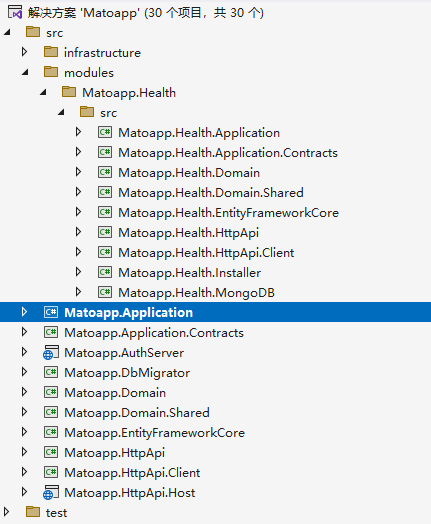 解决方案 'Matoapp' (30 个项目，共 30 个)
src
infrastructure
modules
Matoapp.Health
src
C# Matoapp.Health.Application
C# Matoapp.Health.Application.Contracts
C# Matoapp.Health.Domain
C# Matoapp.Health.Domain.Shared
C# Matoapp.Health.EntityFrameworkCore
C# Matoapp.Health.HttpApi
C# Matoapp.Health.HttpApi.Client
C# Matoapp.Health.Installer
C# Matoapp.Health.MongoDB
C# Matoapp.Application
C# Matoapp.Application.Contracts
Matoapp.AuthServer
C# Matoapp.DbMigrator
C# Matoapp.Domain
C# Matoapp.Domain.Shared
C# Matoapp.EntityFrameworkCore
C# Matoapp.HttpApi
C# Matoapp.HttpApi.Client
Matoapp.HttpApi.Host
test